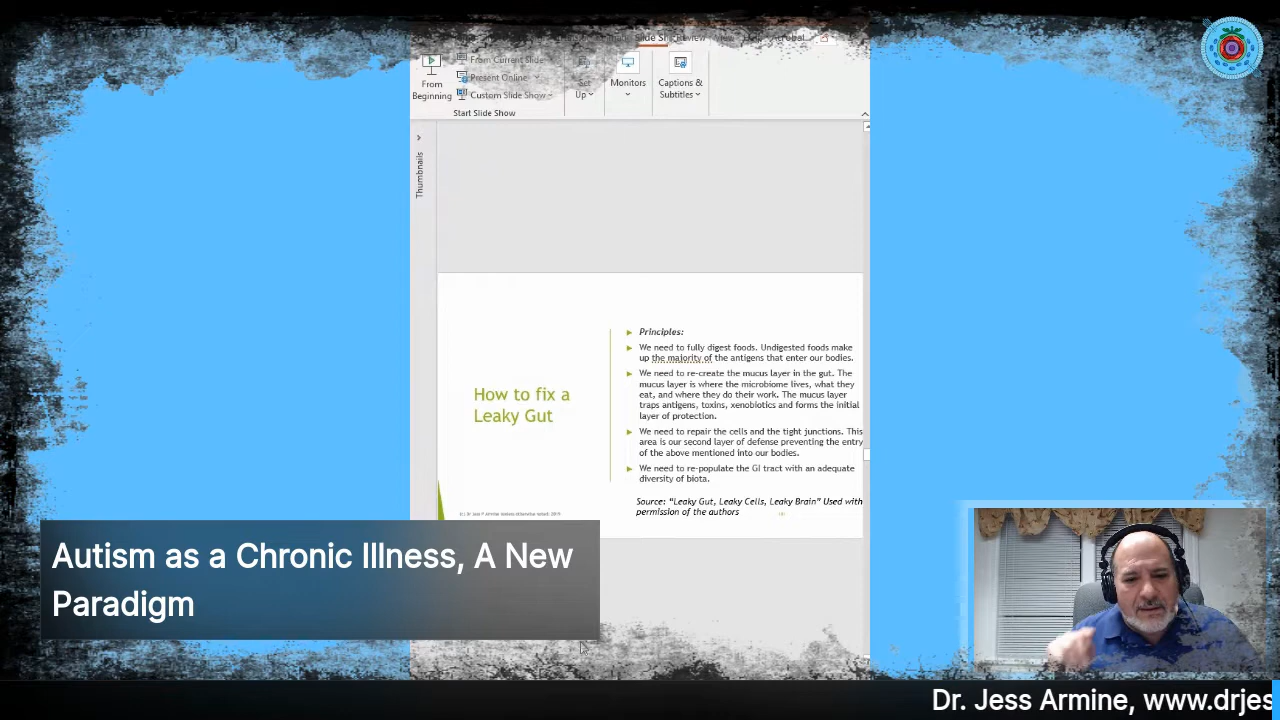 Slide Sh
Review
From Current Slide
Present Online
Custom Slide Show
From
Beginning
Set
Up
Monitors
Captions &
Subtitles
Start Slide Show
Thumbnails
How to fix a
Leaky Gut
Principles:
We need to fully digest foods. Undigested foods make
up the majority of the antigens that enter our bodies.
We need to re-create the mucus layer in the gut. The
mucus layer is where the microbiome lives, what they
eat, and where they do their work. The mucus layer
traps antigens, toxins, xenobiotics and forms the initial
layer of protection.
We need to repair the cells and the tight junctions. This
area is our second layer of defense preventing the entry
of the above mentioned into our bodies.
We need to re-populate the GI tract with an adequate
diversity of biota.
Source: "Leaky Gut, Leaky Cells, Leaky Brain" Used with
permission of the authors
Autism as a Chronic Illness, A New
Paradigm
Dr. Jess Armine, www.drjes